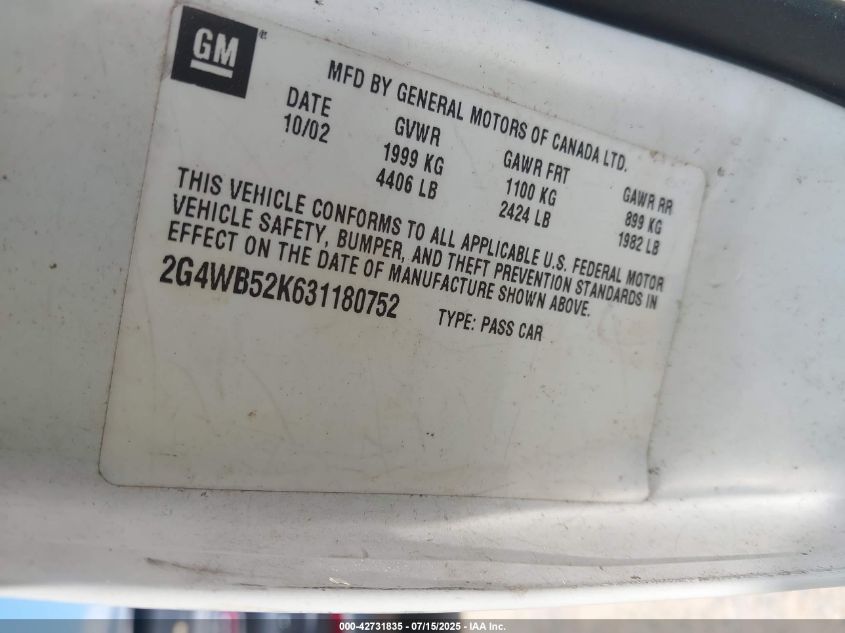 GM
MFD BY GENERAL MOTORS OF CANADA LTD.
DATE GVWR GAWR FRT GAWR RR
10/02 1999 KG 1100 KG 899 KG
4406 LB 2424 LB 1982 LB
THIS VEHICLE CONFORMS TO ALL APPLICABLE U.S. FEDERAL MOTOR
VEHICLE SAFETY, BUMPER, AND THEFT PREVENTION STANDARDS IN
EFFECT ON THE DATE OF MANUFACTURE SHOWN ABOVE.
2G4WB52K631180752 TYPE: PASS CAR
000-42731835 - 07/15/2025 - IAA Inc.